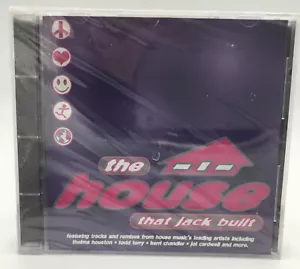 the
house
that jack built
featuring tracks and remixes from house music's leading artists including
thelma houston • todd terry • kerri chandler • joi cardwell and more.